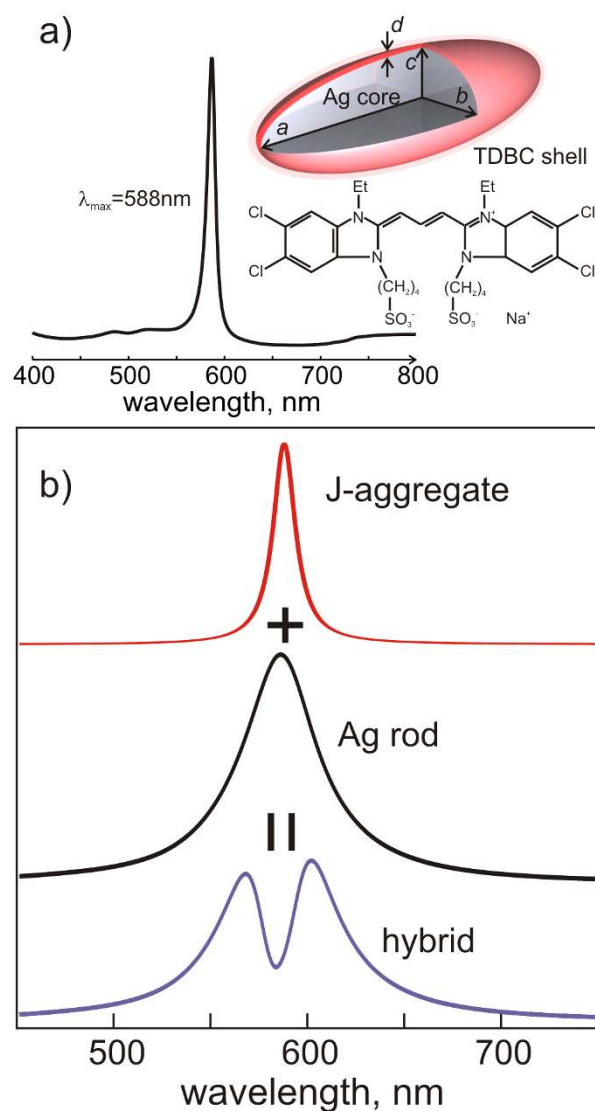 a)
d
c
Ag core
b
a
TDBC shell
λmax=588nm
Et
Et
Cl
N
N⁺
Cl
Cl
N
N
Cl
(CH₂)₄
(CH₂)₄
SO₃⁻
SO₃⁻
Na⁺
400
500
600
700
800
wavelength, nm
b)
J-aggregate
+
Ag rod
=
hybrid
500
600
700
wavelength, nm